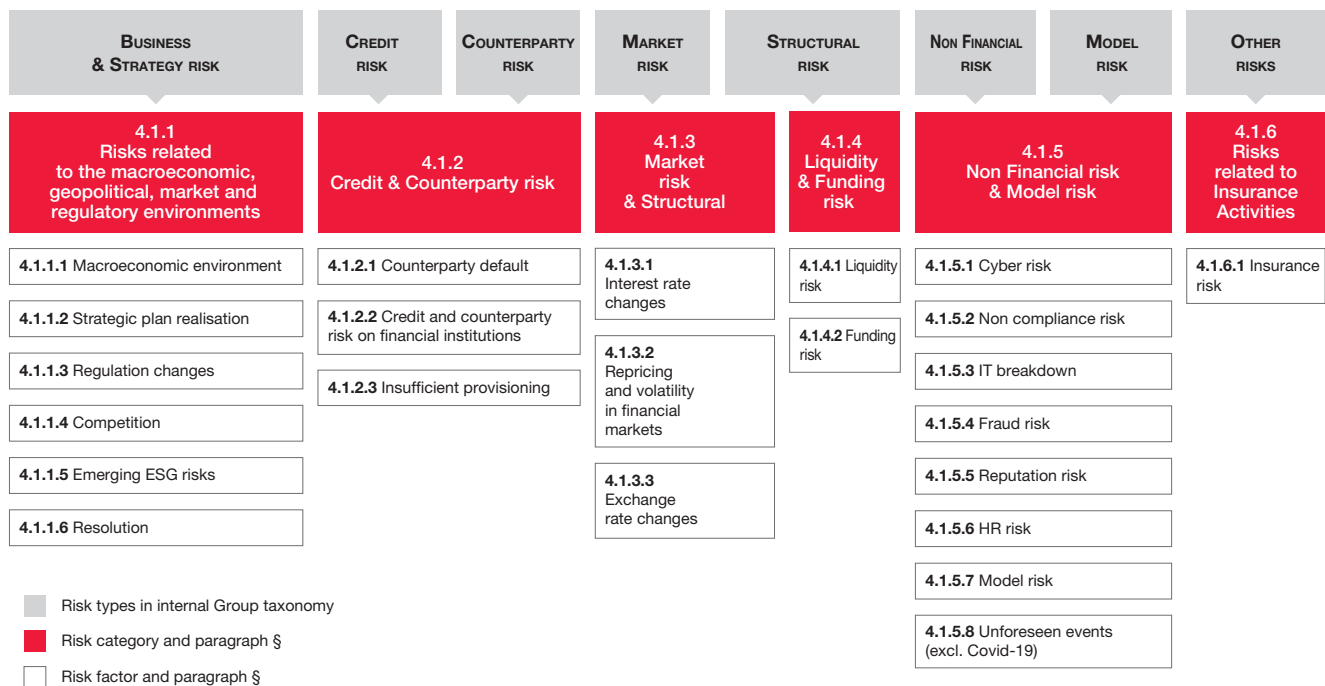 BUSINESS
& STRATEGY RISK
CREDIT
RISK
COUNTERPARTY
RISK
MARKET
RISK
STRUCTURAL
RISK
NON FINANCIAL
RISK
MODEL
RISK
OTHER
RISKS
4.1.1
Risks related
to the macroeconomic,
geopolitical, market and
regulatory environments
4.1.2
Credit & Counterparty risk
4.1.3
Market
risk
& Structural
4.1.4
Liquidity
& Funding
risk
4.1.5
Non Financial risk
& Model risk
4.1.6
Risks
related to
Insurance
Activities
4.1.1.1 Macroeconomic environment
4.1.1.2 Strategic plan realisation
4.1.1.3 Regulation changes
4.1.1.4 Competition
4.1.1.5 Emerging ESG risks
4.1.1.6 Resolution
4.1.2.1 Counterparty default
4.1.2.2 Credit and counterparty
risk on financial institutions
4.1.2.3 Insufficient provisioning
4.1.3.1
Interest rate
changes
4.1.3.2
Repricing
and volatility
in financial
markets
4.1.3.3
Exchange
rate changes
4.1.4.1 Liquidity
risk
4.1.4.2 Funding
risk
4.1.5.1 Cyber risk
4.1.5.2 Non compliance risk
4.1.5.3 IT breakdown
4.1.5.4 Fraud risk
4.1.5.5 Reputation risk
4.1.5.6 HR risk
4.1.5.7 Model risk
4.1.5.8 Unforeseen events
(excl. Covid-19)
4.1.6.1 Insurance
risk
Risk types in internal Group taxonomy
Risk category and paragraph §
Risk factor and paragraph §